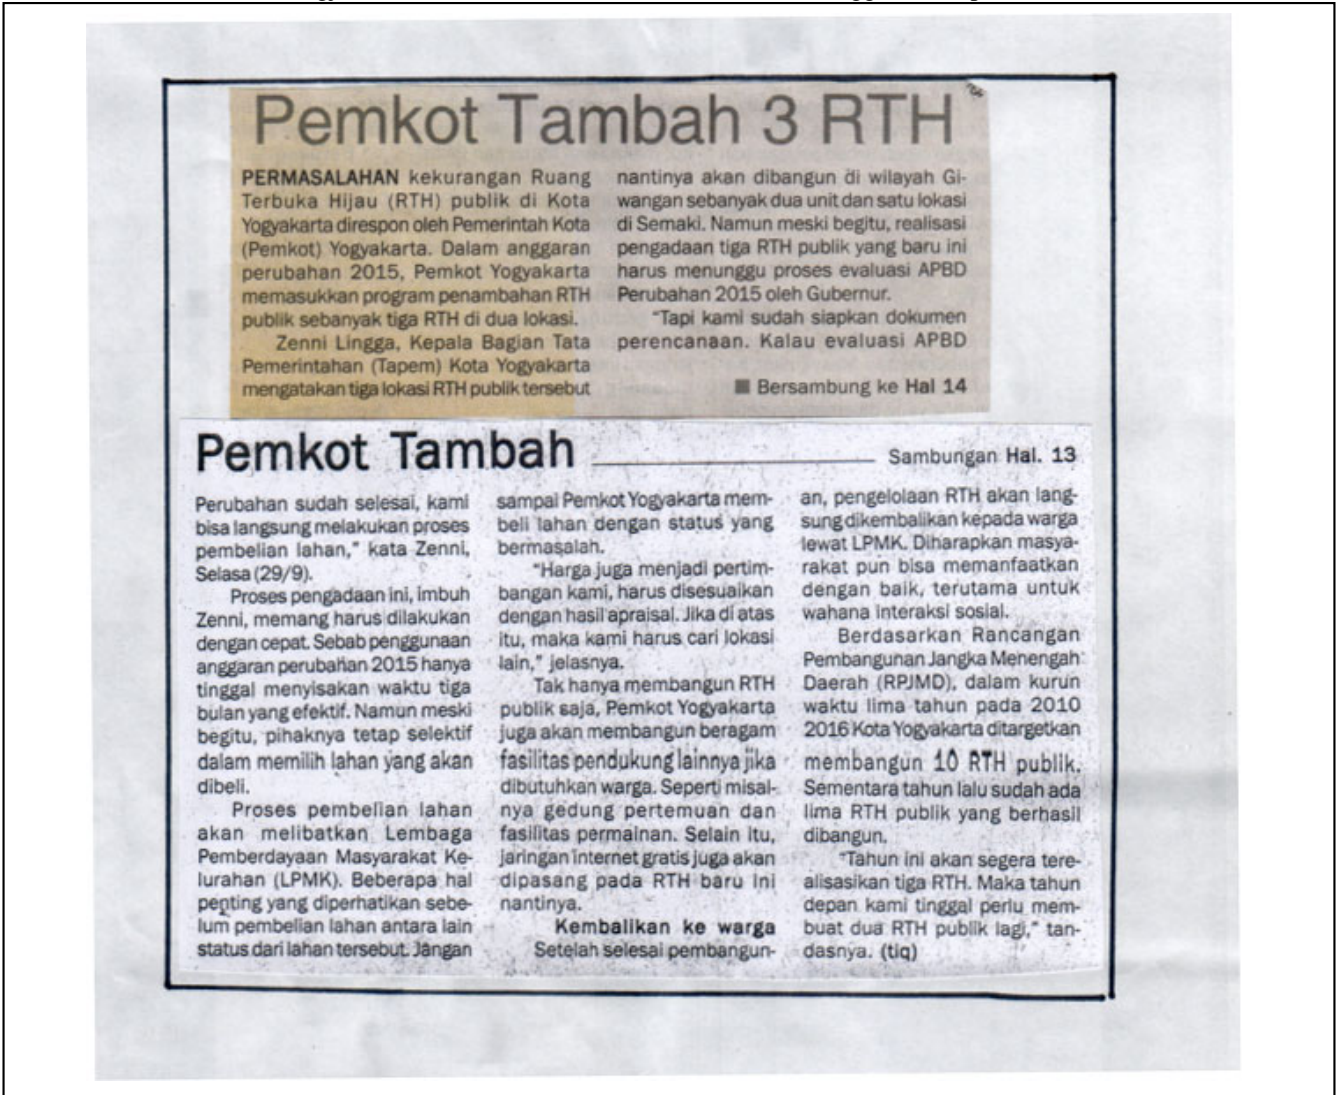 Pemkot Tambah 3 RTH
PERMASALAHAN kekurangan Ruang
Terbuka Hijau (RTH) publik di Kota
Yogyakarta direspon oleh Pemerintah Kota
(Pemkot) Yogyakarta. Dalam anggaran
perubahan 2015, Pemkot Yogyakarta
memasukkan program penambahan RTH
publik sebanyak tiga RTH di dua lokasi.
Zenni Lingga, Kepala Bagian Tata
Pemerintahan (Tapem) Kota Yogyakarta
mengatakan tiga lokasi RTH publik tersebut
nantinya akan dibangun di wilayah Gi-
wangan sebanyak dua unit dan satu lokasi
di Semaki. Namun meski begitu, realisasi
pengadaan tiga RTH publik yang baru ini
harus menunggu proses evaluasi APBD
Perubahan 2015 oleh Gubernur.
"Tapi kami sudah siapkan dokumen
perencanaan. Kalau evaluasi APBD
■ Bersambung ke Hal 14
Pemkot Tambah
Sambungan Hal. 13
Perubahan sudah selesai, kami
bisa langsung melakukan proses
pembelian lahan," kata Zenni,
Selasa (29/9).
Proses pengadaan ini, imbuh
Zenni, memang harus dilakukan
dengan cepat. Sebab penggunaan
anggaran perubahan 2015 hanya
tinggal menyisakan waktu tiga
bulan yang efektif. Namun meski
begitu, pihaknya tetap selektif
dalam memilih lahan yang akan
dibeli.
Proses pembelian lahan
akan melibatkan Lembaga
Pemberdayaan Masyarakat Ke-
lurahan (LPMK). Beberapa hal
penting yang diperhatikan sebe-
lum pembelian lahan antara lain
status dari lahan tersebut. Jangan
sampai Pemkot Yogyakarta mem-
beli lahan dengan status yang
bermasalah.
"Harga juga menjadi pertim-
bangan kami, harus disesuaikan
dengan hasil apraisal. Jika di atas
itu, maka kami harus cari lokasi
lain," jelasnya.
Tak hanya membangun RTH
publik saja, Pemkot Yogyakarta
juga akan membangun beragam
fasilitas pendukung lainnya jika
dibutuhkan warga. Seperti misal-
nya gedung pertemuan dan
fasilitas permainan. Selain itu,
jaringan internet gratis juga akan
dipasang pada RTH baru ini
nantinya.
Kembalikan ke warga
Setelah selesai pembangun-
an, pengelolaan RTH akan lang-
sung dikembalikan kepada warga
lewat LPMK. Diharapkan masya-
rakat pun bisa memanfaatkan
dengan baik, terutama untuk
wahana interaksi sosial.
Berdasarkan Rancangan
Pembangunan Jangka Menengah
Daerah (RPJMD), dalam kurun
waktu lima tahun pada 2010
2016 Kota Yogyakarta ditargetkan
membangun 10 RTH publik.
Sementara tahun lalu sudah ada
lima RTH publik yang berhasil
dibangun.
"Tahun ini akan segera tere-
alisasikan tiga RTH. Maka tahun
depan kami tinggal perlu mem-
buat dua RTH publik lagi," tan-
dasnya. (tiq)